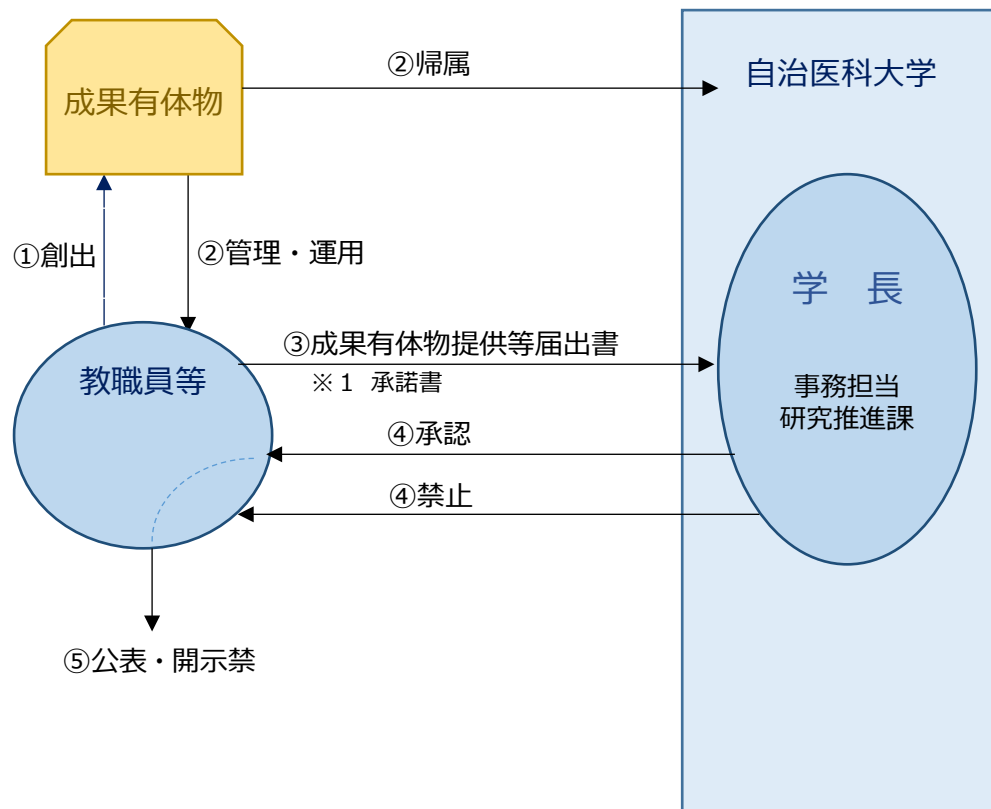 ②帰属
自治医科大学
成果有体物
①創出
②管理・運用
学　長
③成果有体物提供等届出書
※１　承諾書
教職員等
事務担当
研究推進課
④承認
④禁止
⑤公表・開示禁